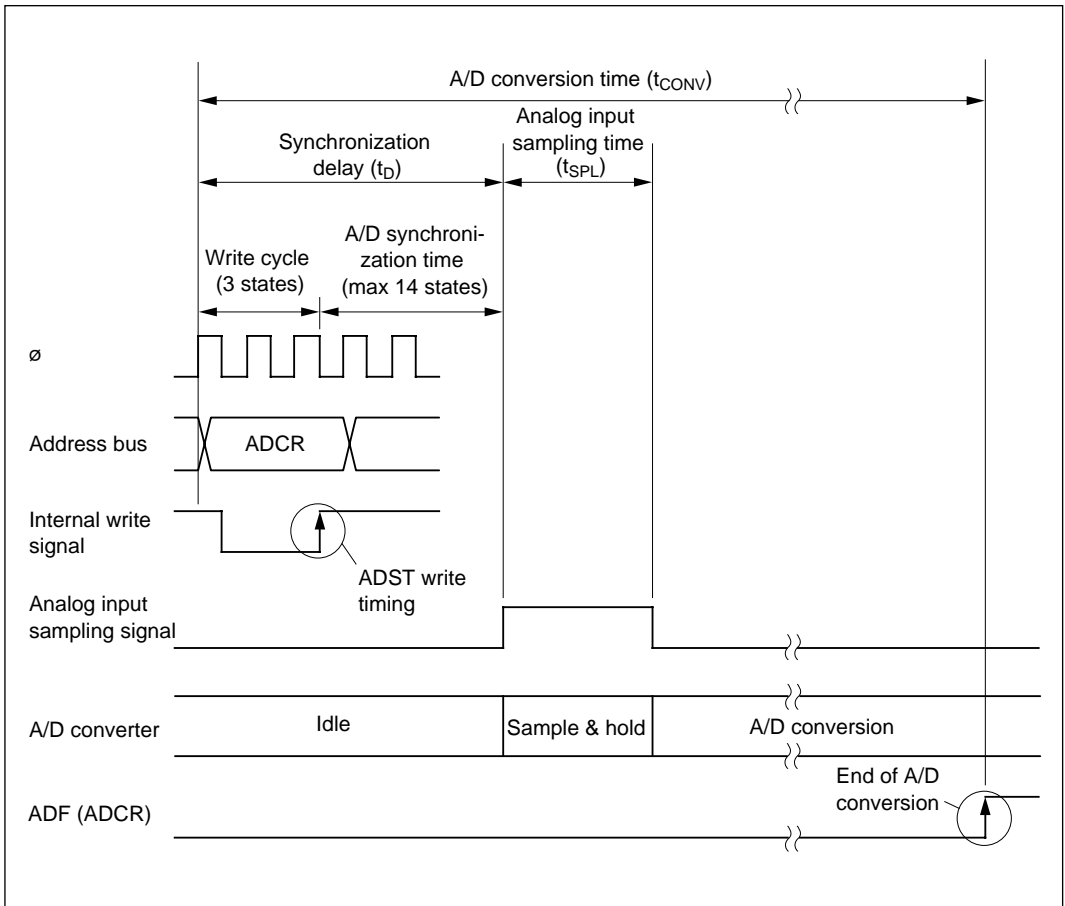 A/D conversion time (tCONV)
Analog input
sampling time
(tSPL)
Synchronization
delay (tD)
A/D synchroni-
zation time
(max 14 states)
Write cycle
(3 states)
ø
Address bus
ADCR
Internal write
signal
ADST write
timing
Analog input
sampling signal
A/D converter
Idle
Sample & hold
A/D conversion
End of A/D
conversion
ADF (ADCR)